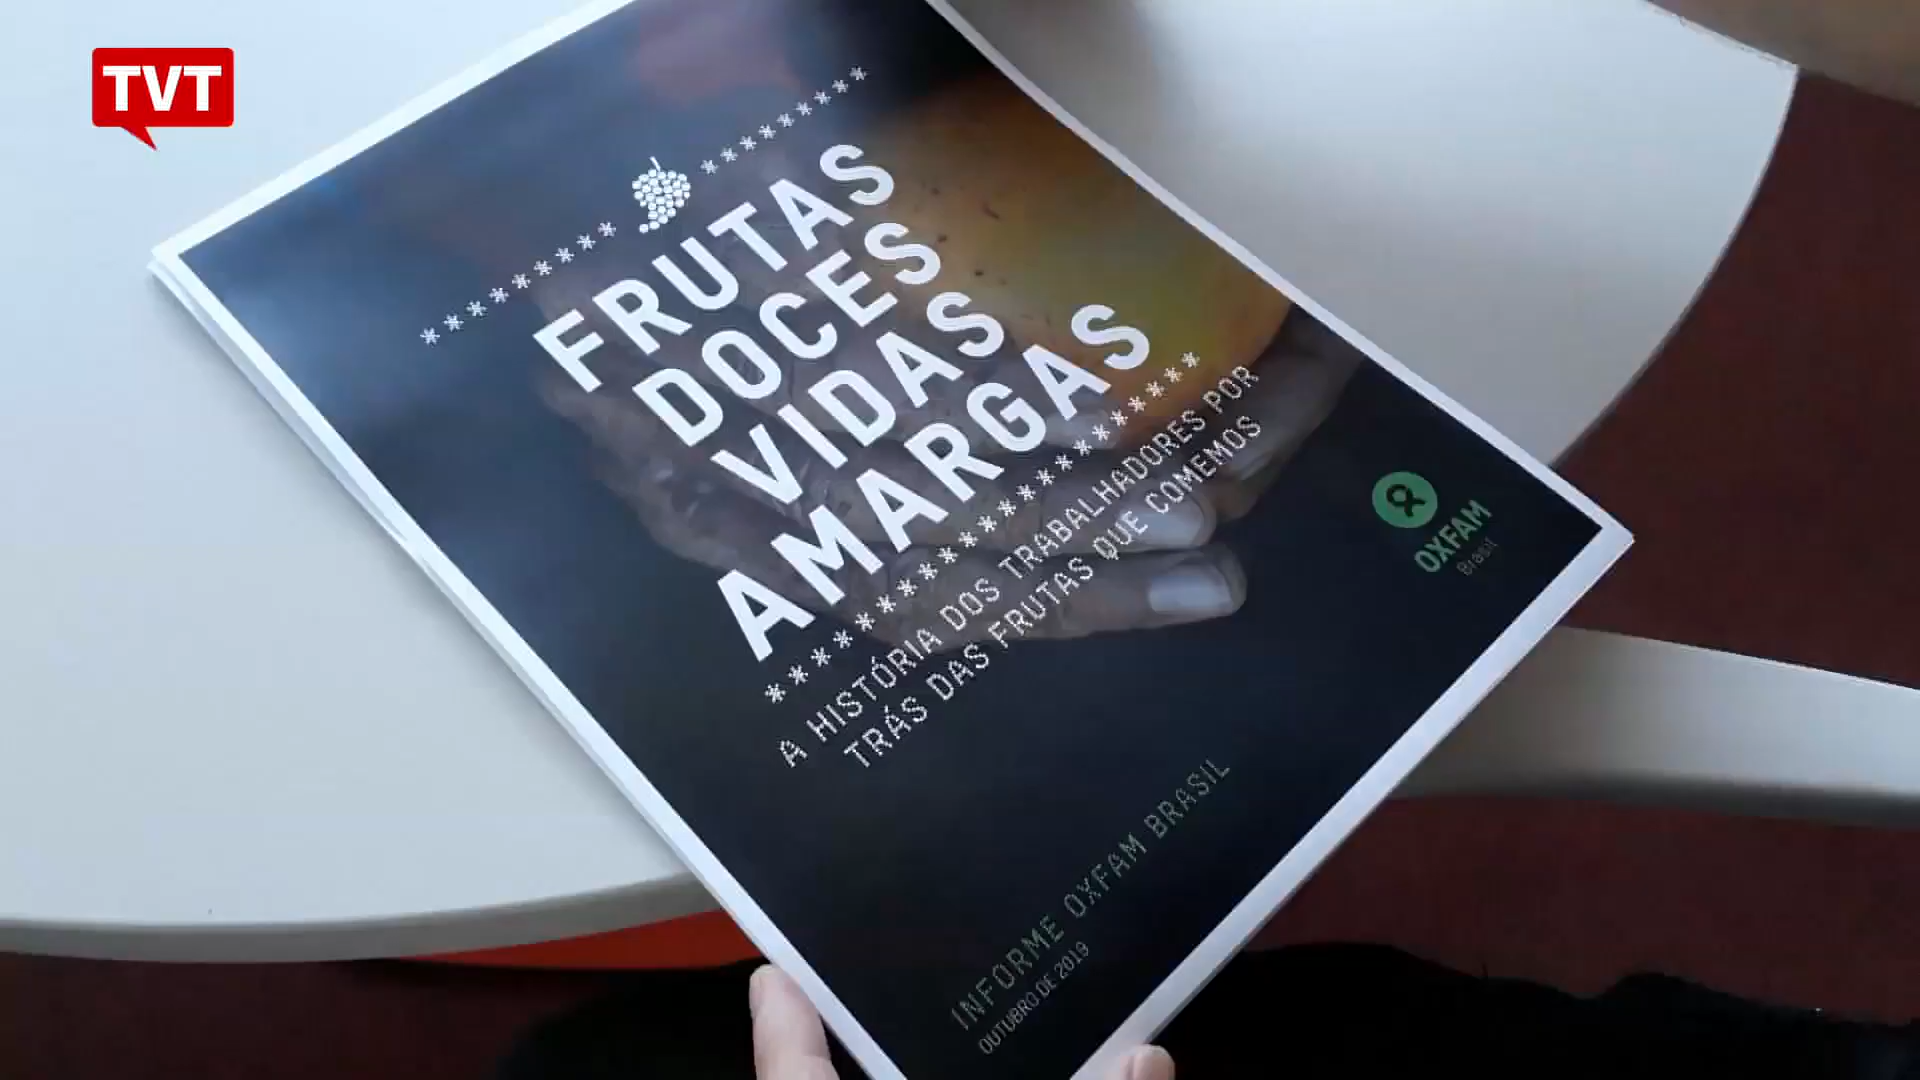 TVT
FRUTAS
DOCES
VIDAS
AMARGAS
A HISTÓRIA DOS TRABALHADORES POR
TRÁS DAS FRUTAS QUE COMEMOS
OXFAM
Brasil
INFORME OXFAM BRASIL
OUTUBRO DE 2019